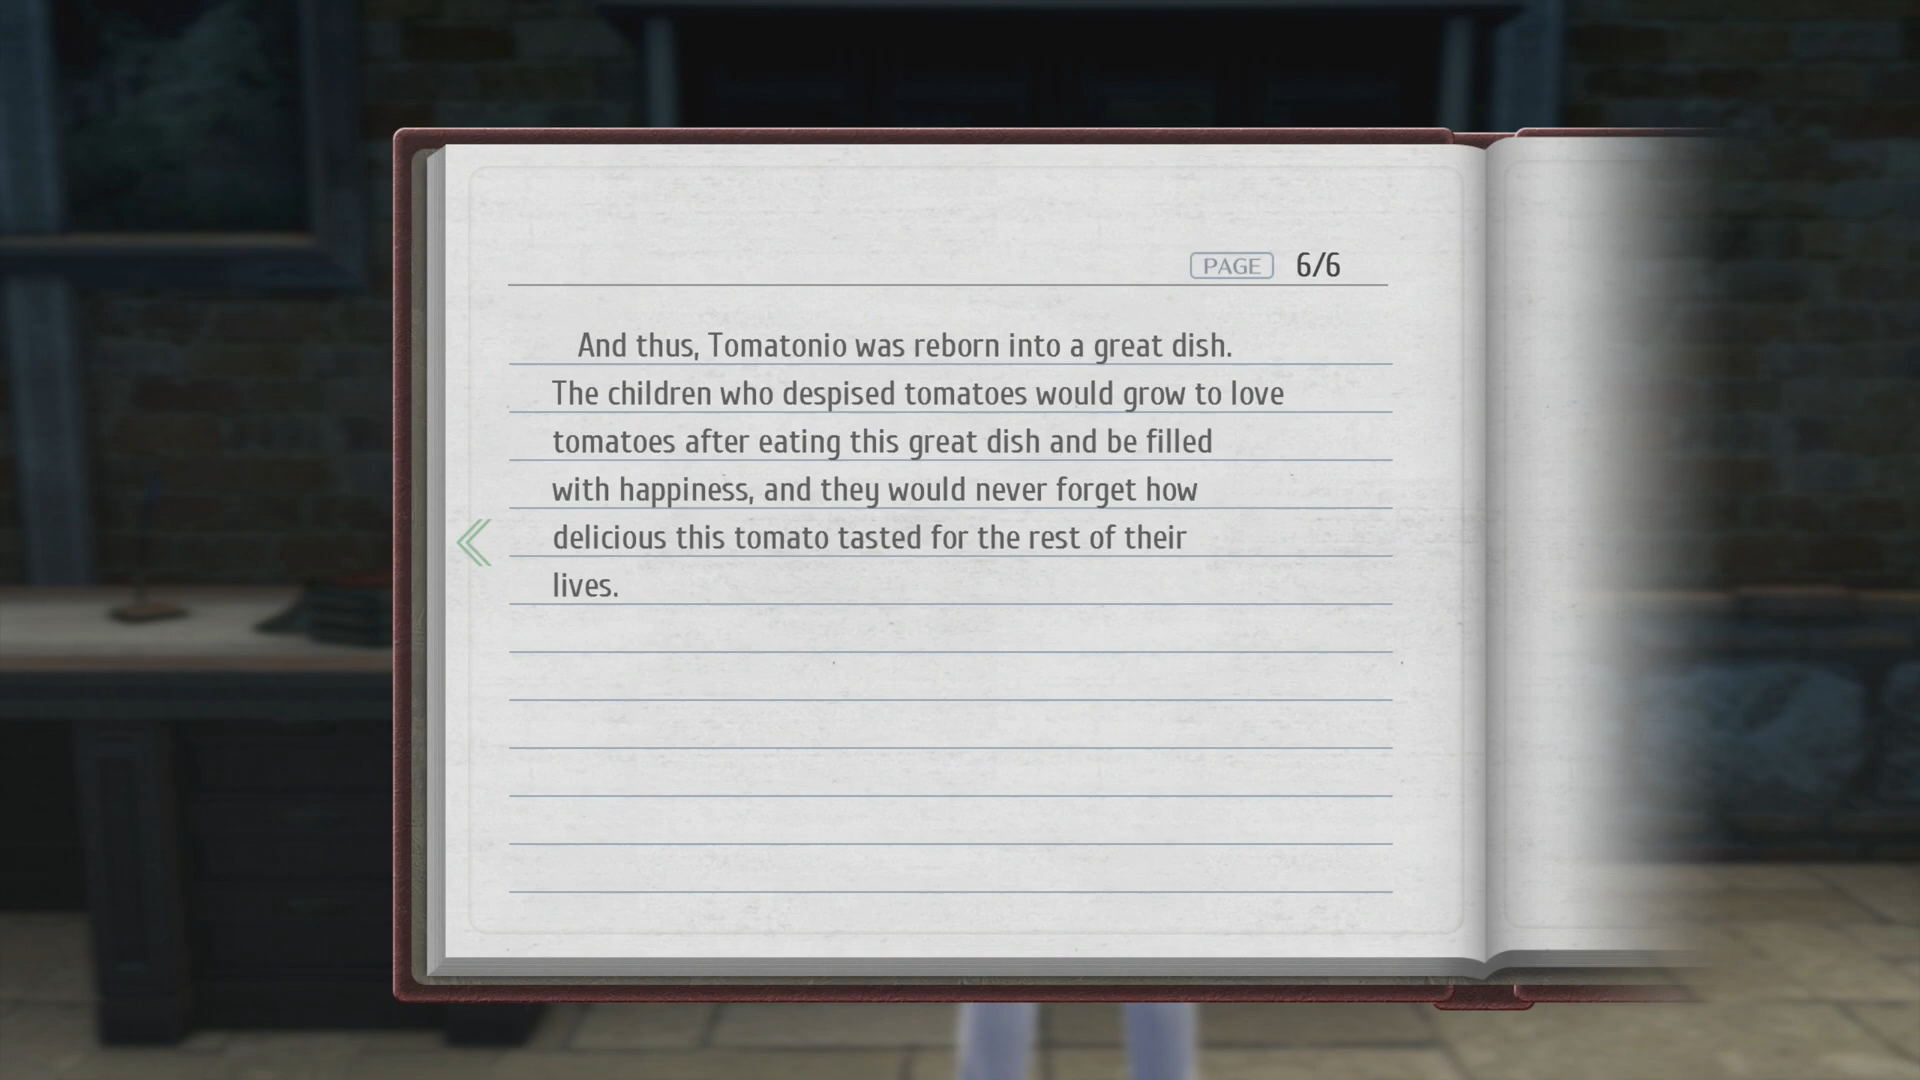 PAGE 6/6
And thus, Tomatonio was reborn into a great dish.
The children who despised tomatoes would grow to love
tomatoes after eating this great dish and be filled
with happiness, and they would never forget how
delicious this tomato tasted for the rest of their
lives.